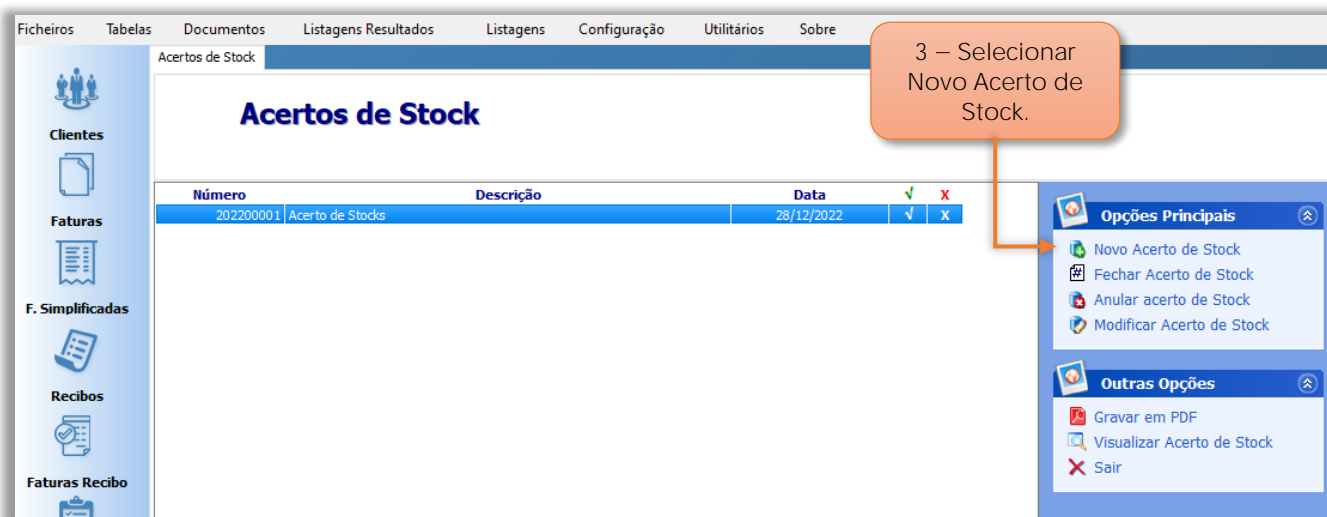 Ficheiros Tabelas Documentos Listagens Resultados Listagens Configuração Utilitários Sobre
Acertos de Stock
3 – Selecionar
Novo Acerto de
Stock.
Acertos de Stock
Clientes
Faturas
F. Simplificadas
Recibos
Faturas Recibo
Número Descrição Data √ X
202200001 Acerto de Stocks 28/12/2022 √ X
Opções Principais
Novo Acerto de Stock
Fechar Acerto de Stock
Anular acerto de Stock
Modificar Acerto de Stock
Outras Opções
Gravar em PDF
Visualizar Acerto de Stock
Sair